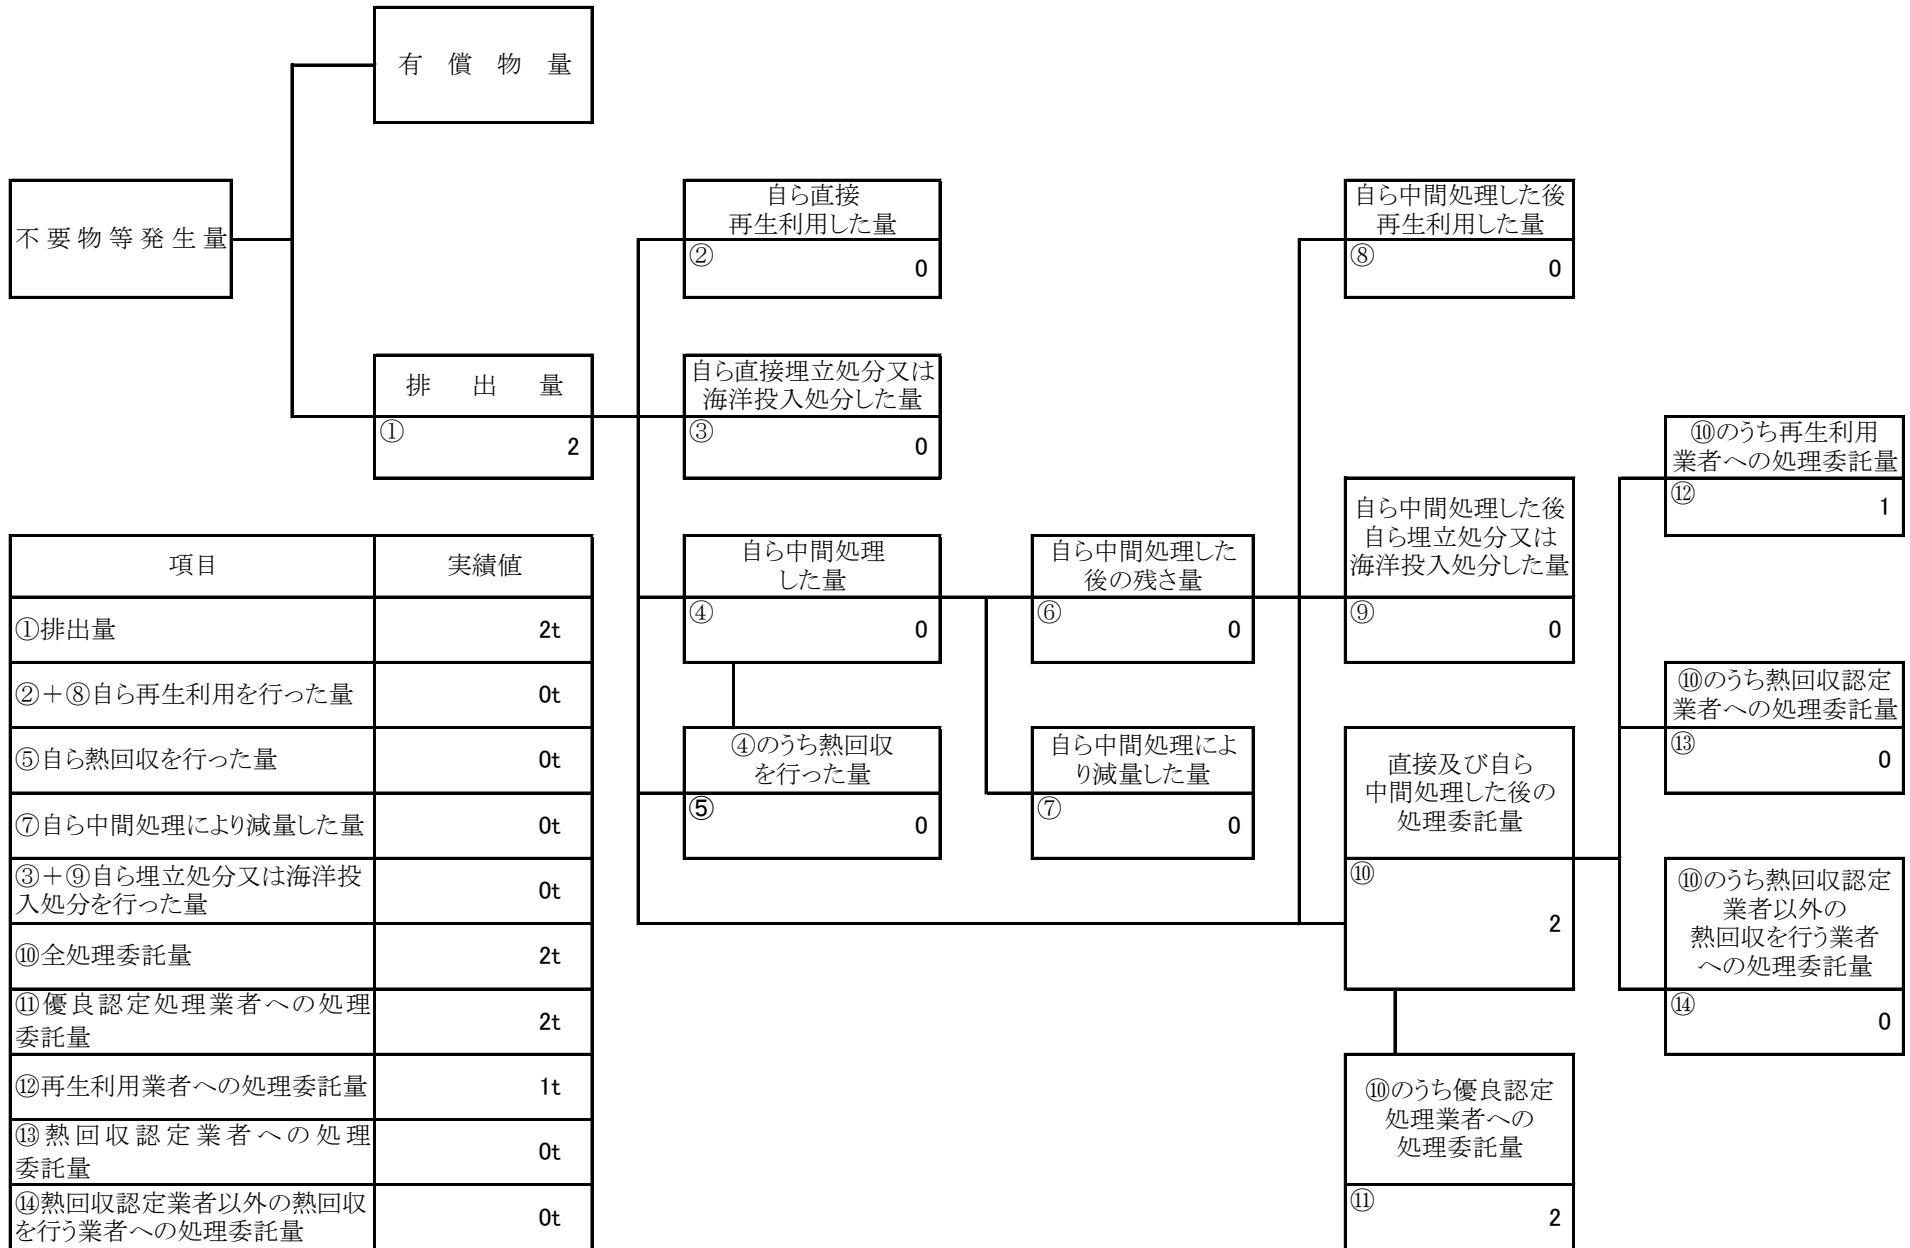 有 償 物 量
不 要 物 等 発 生 量
自ら直接
再生利用した量
②
0
自ら中間処理した後
再生利用した量
⑧
0
排 出 量
①
2
自ら直接埋立処分又は
海洋投入処分した量
③
0
⑩のうち再生利用
業者への処理委託量
⑫
1
自ら中間処理した後
自ら埋立処分又は
海洋投入処分した量
⑨
0
自ら中間処理
した量
④
0
自ら中間処理した
後の残さ量
⑥
0
④のうち熱回収
を行った量
⑤
0
自ら中間処理によ
り減量した量
⑦
0
⑩のうち熱回収認定
業者への処理委託量
⑬
0
直接及び自ら
中間処理した後の
処理委託量
⑩
2
⑩のうち熱回収認定
業者以外の
熱回収を行う業者
への処理委託量
⑭
0
⑩のうち優良認定
処理業者への
処理委託量
⑪
2
項目 実績値
①排出量 2t
②＋⑧自ら再生利用を行った量 0t
⑤自ら熱回収を行った量 0t
⑦自ら中間処理により減量した量 0t
③＋⑨自ら埋立処分又は海洋投
入処分を行った量 0t
⑩全処理委託量 2t
⑪優良認定処理業者への処理
委託量 2t
⑫再生利用業者への処理委託量 1t
⑬熱回収認定業者への処理
委託量 0t
⑭熱回収認定業者以外の熱回収
を行う業者への処理委託量 0t